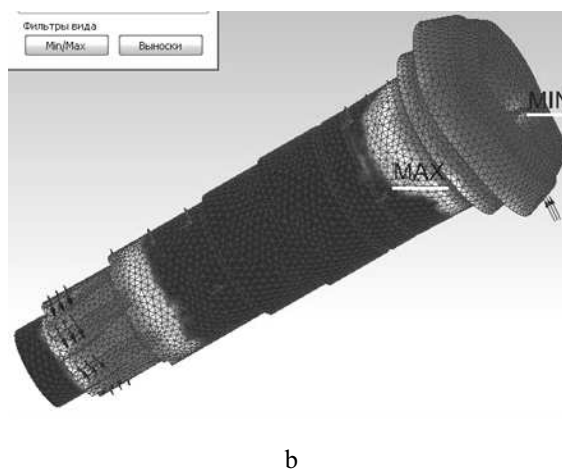 Фильтры вида
Min/Max
Выноски
MIN
MAX
b